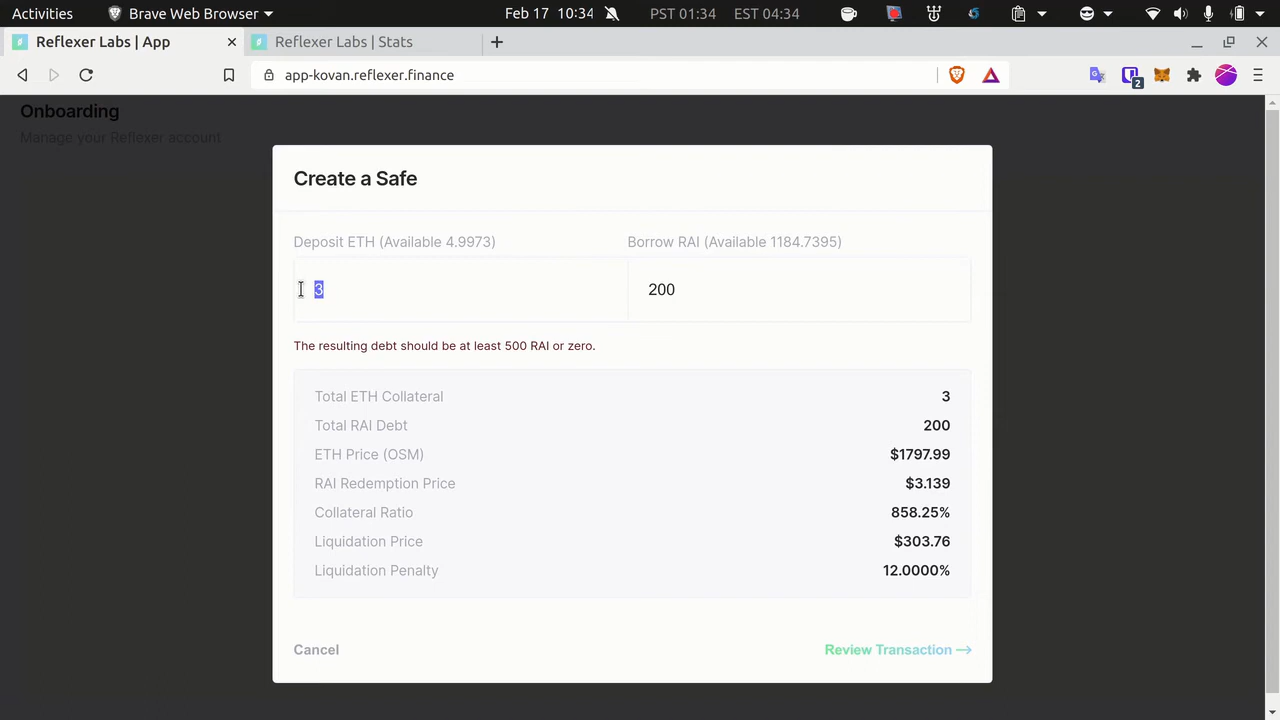 Activities
Brave Web Browser
Feb 17 10:34
PST 01:34
EST 04:34
Reflexer Labs | App
Reflexer Labs | Stats
app-kovan.reflexer.finance
2
Onboarding
Manage your Reflexer account
Create a Safe
Deposit ETH (Available 4.9973)
Borrow RAI (Available 1184.7395)
3
200
The resulting debt should be at least 500 RAI or zero.
Total ETH Collateral 3
Total RAI Debt 200
ETH Price (OSM) $1797.99
RAI Redemption Price $3.139
Collateral Ratio 858.25%
Liquidation Price $303.76
Liquidation Penalty 12.0000%
Cancel
Review Transaction